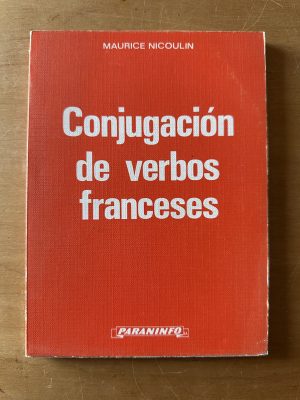 MAURICE NICOULIN
Conjugación
de verbos
franceses
PARANINFO